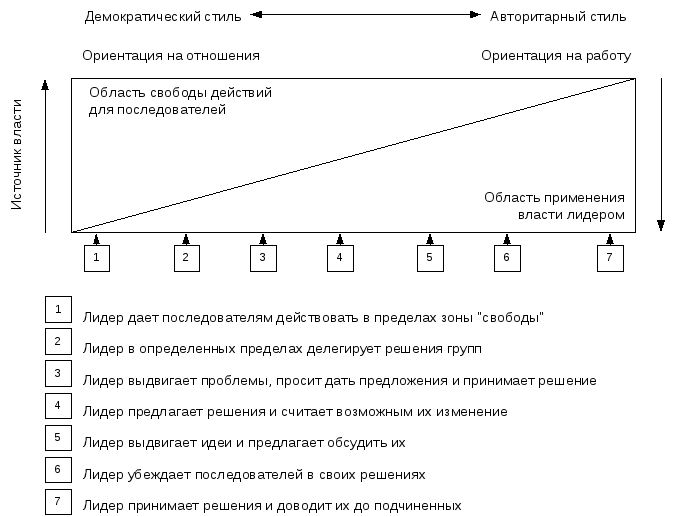 Демократический стиль
Авторитарный стиль
Ориентация на отношения
Ориентация на работу
Источник власти
Область свободы действий
для последователей
Область применения
власти лидером
1
2
3
4
5
6
7
1 Лидер дает последователям действовать в пределах зоны "свободы"
2 Лидер в определенных пределах делегирует решения групп
3 Лидер выдвигает проблемы, просит дать предложения и принимает решение
4 Лидер предлагает решения и считает возможным их изменение
5 Лидер выдвигает идеи и предлагает обсудить их
6 Лидер убеждает последователей в своих решениях
7 Лидер принимает решения и доводит их до подчиненных